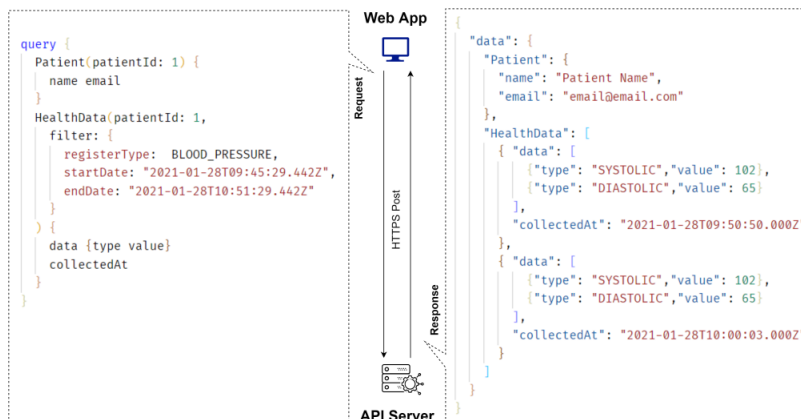 Web App
query {
Patient(patientId: 1) {
name email
}
HealthData(patientId: 1,
filter: {
registerType: BLOOD_PRESSURE,
startDate: "2021-01-28T09:45:29.442Z",
endDate: "2021-01-28T10:51:29.442Z"
}
) {
data {type value}
collectedAt
}
}
Request
HTTPS Post
Response
API Server
{
"data": {
"Patient": {
"name": "Patient Name",
"email": "email@email.com"
},
"HealthData": [
{ "data": [
{"type": "SYSTOLIC","value": 102},
{"type": "DIASTOLIC","value": 65}
],
"collectedAt": "2021-01-28T09:50:50.000Z"
},
{ "data": [
{"type": "SYSTOLIC","value": 102},
{"type": "DIASTOLIC","value": 65}
],
"collectedAt": "2021-01-28T10:00:03.000Z"
}
]
}
}